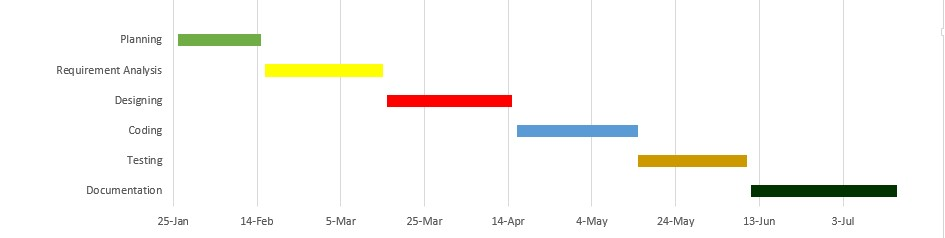 Planning
Requirement Analysis
Designing
Coding
Testing
Documentation
25-Jan 14-Feb 5-Mar 25-Mar 14-Apr 4-May 24-May 13-Jun 3-Jul